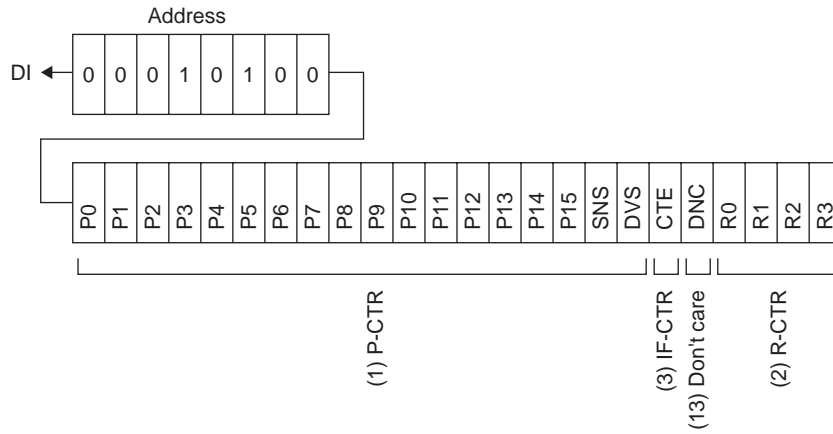 Address
DI 0 0 0 1 0 1 0 0
P0 P1 P2 P3 P4 P5 P6 P7 P8 P9 P10 P11 P12 P13 P14 P15 SNS DVS CTE DNC R0 R1 R2 R3
(1) P-CTR
(3) IF-CTR
(13) Don't care
(2) R-CTR